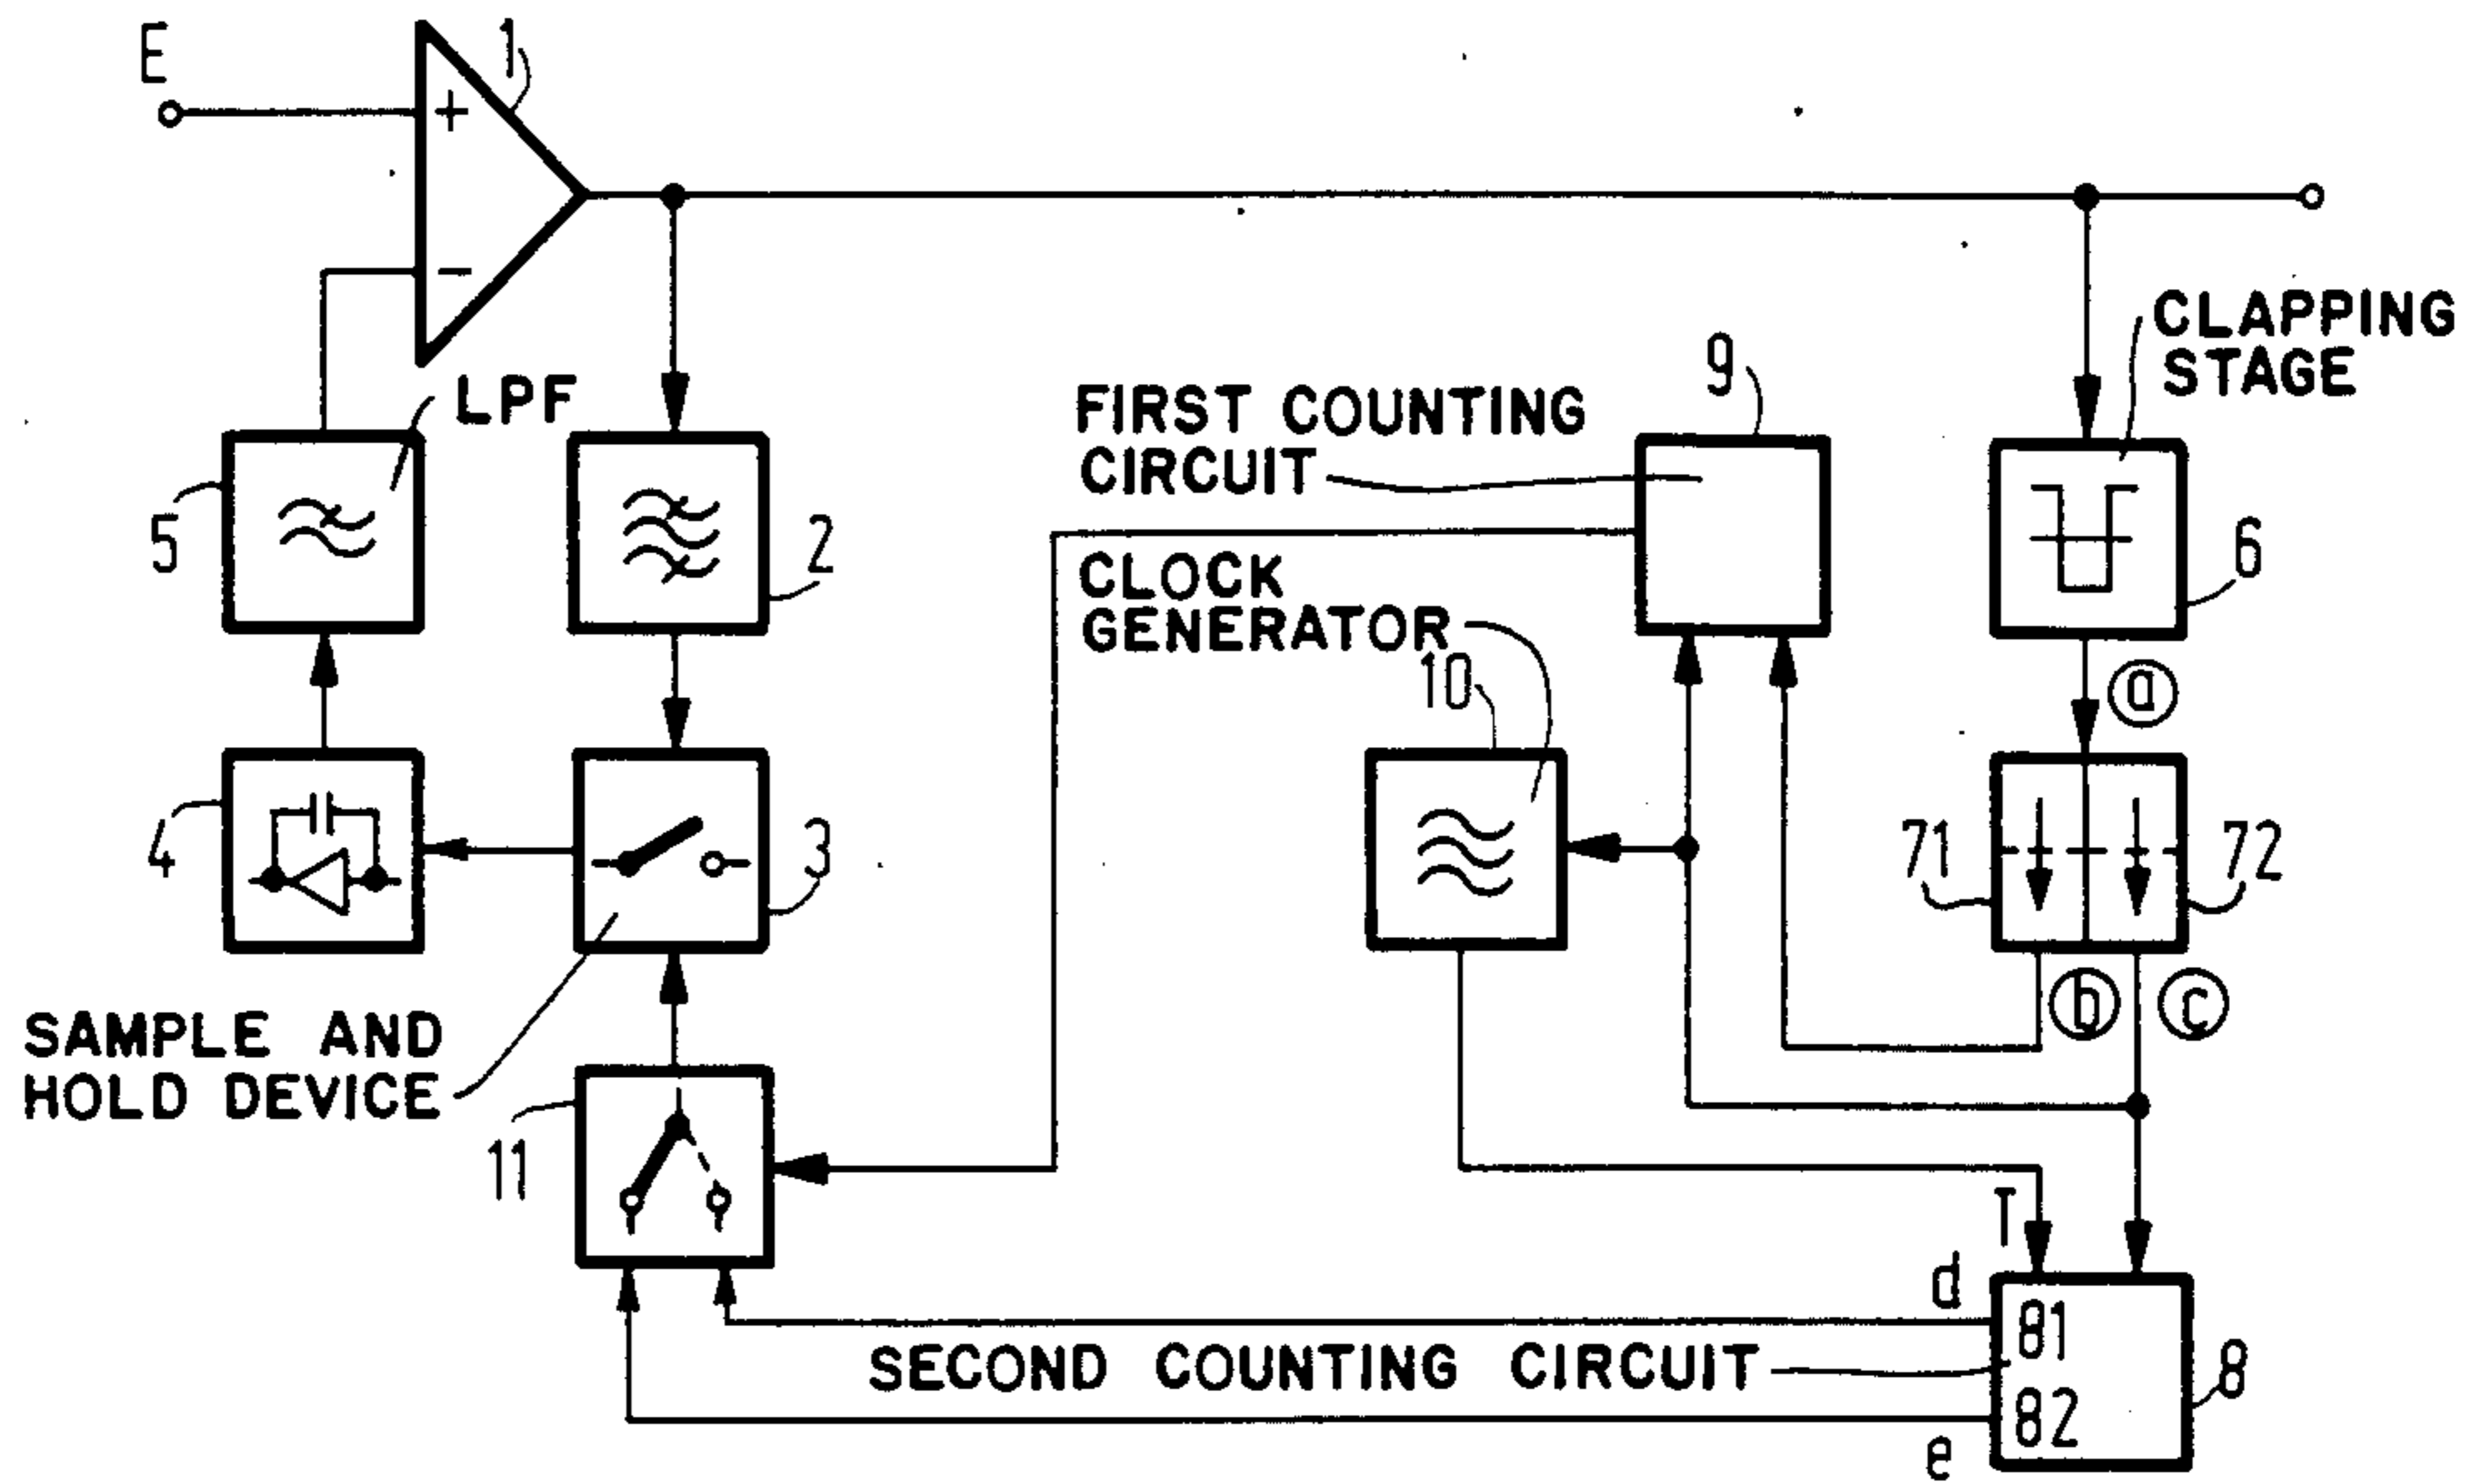 E
1
+
−
LPF
CLAPPING
STAGE
9
FIRST COUNTING
CIRCUIT
5
2
6
CLOCK
GENERATOR
10
a
4
3
71
72
b
c
SAMPLE AND
HOLD DEVICE
11
T
d
81
SECOND COUNTING CIRCUIT
8
82
e